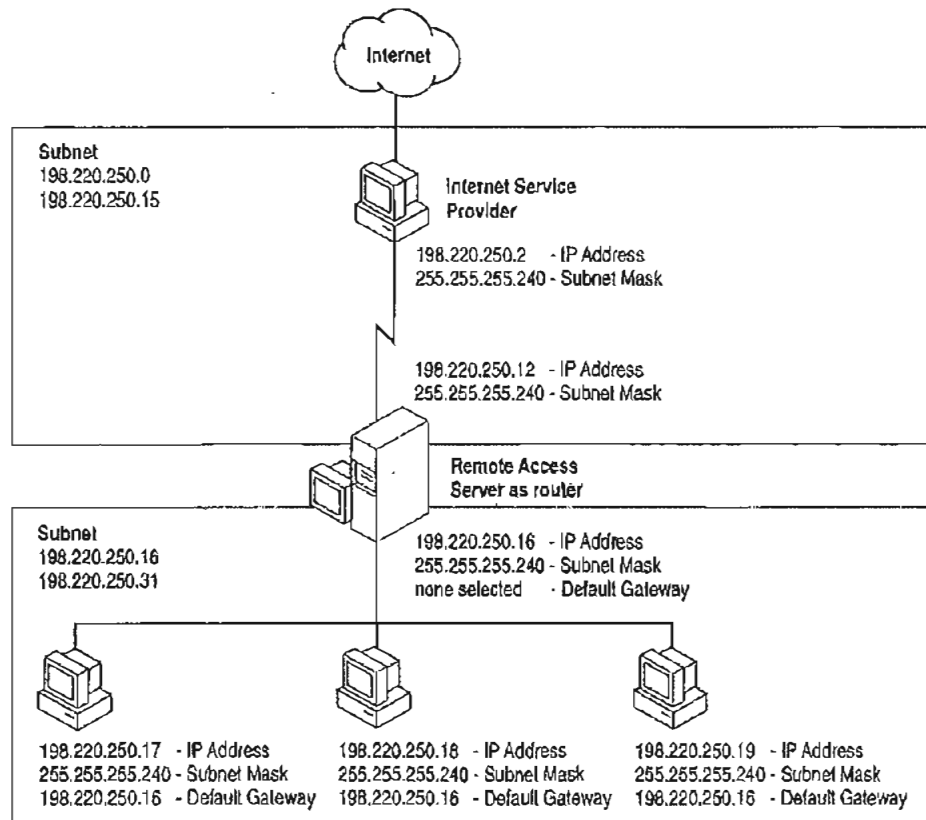 Internet
Subnet
198.220.250.0
198.220.250.15
Internet Service
Provider
198.220.250.2 - IP Address
255.255.255.240 - Subnet Mask
198.220.250.12 - IP Address
255.255.255.240 - Subnet Mask
Remote Access
Server as router
Subnet
198.220.250.16
198.220.250.31
198.220.250.16 - IP Address
255.255.255.240 - Subnet Mask
none selected - Default Gateway
198.220.250.17 - IP Address
255.255.255.240 - Subnet Mask
198.220.250.16 - Default Gateway
198.220.250.18 - IP Address
255.255.255.240 - Subnet Mask
198.220.250.16 - Default Gateway
198.220.250.19 - IP Address
255.255.255.240 - Subnet Mask
198.220.250.16 - Default Gateway